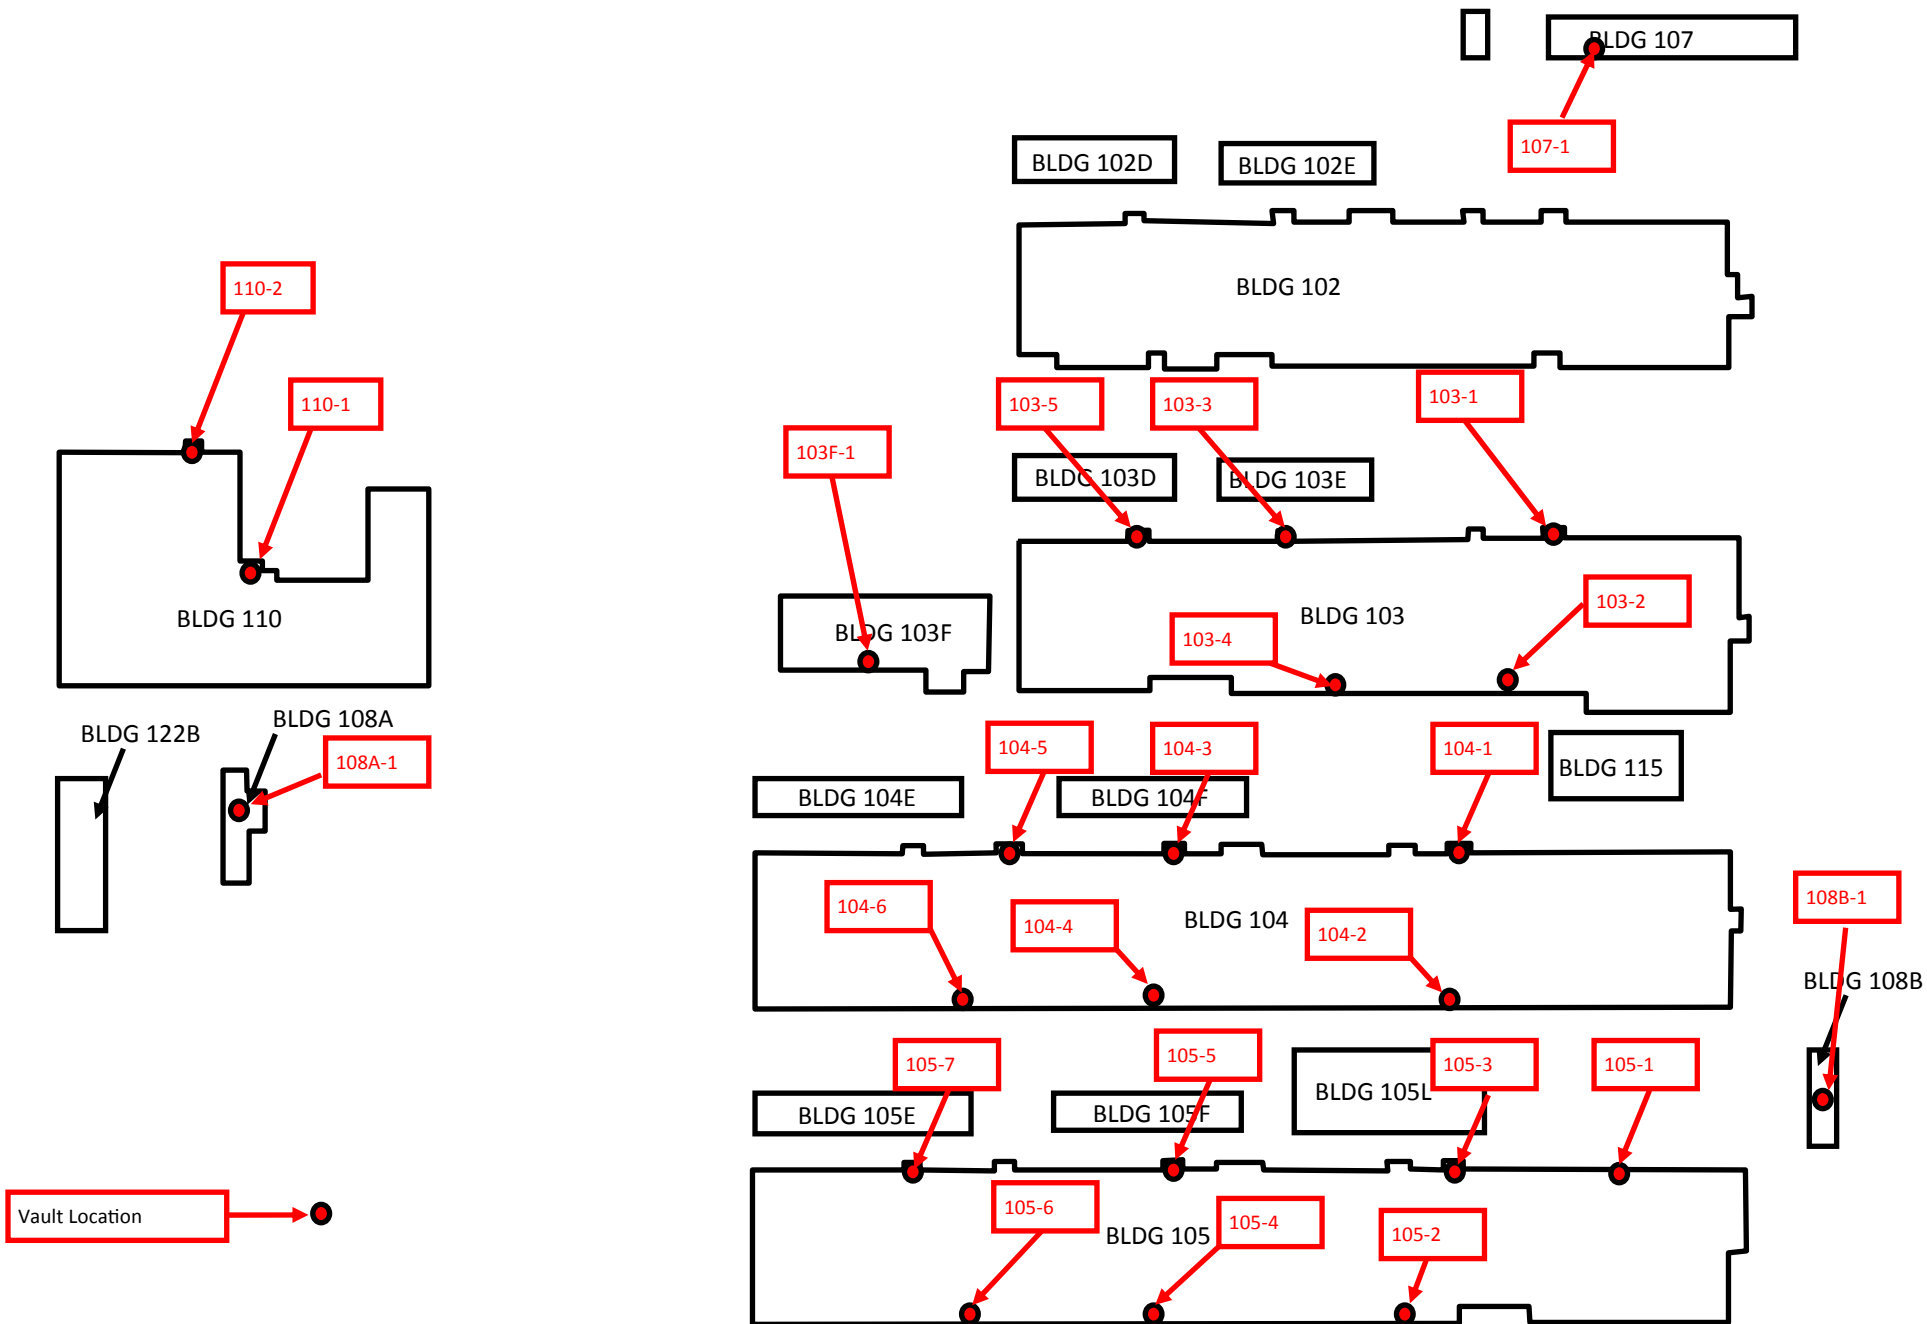 BLDG 107
107-1
BLDG 102D
BLDG 102E
BLDG 102
110-2
110-1
103-5
103-3
103-1
103F-1
BLDG 103D
BLDG 103E
BLDG 110
BLDG 103F
103-4
BLDG 103
103-2
BLDG 122B
BLDG 108A
108A-1
104-5
104-3
104-1
BLDG 115
BLDG 104E
BLDG 104F
104-6
104-4
BLDG 104
104-2
108B-1
BLDG 108B
105-7
105-5
105-3
105-1
BLDG 105E
BLDG 105F
BLDG 105L
Vault Location
105-6
BLDG 105
105-4
105-2